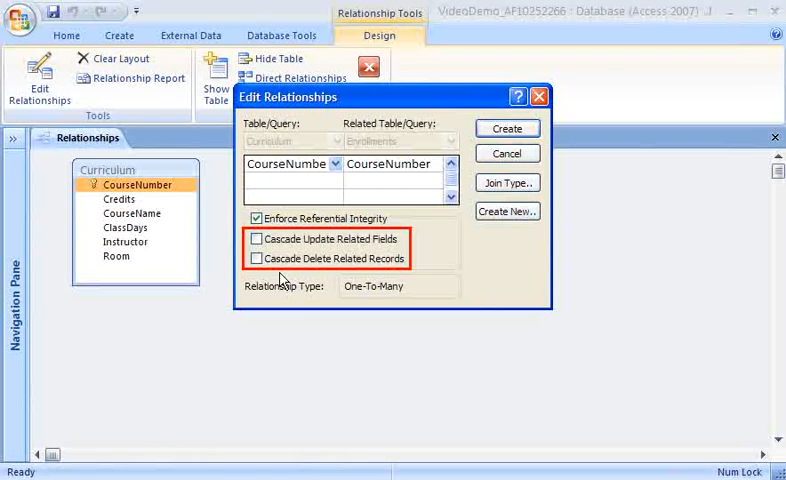 Relationship Tools
VideoDemo_AF10252266 : Database (Access 2007)
Home
Create
External Data
Database Tools
Design
Edit
Relationships
Clear Layout
Relationship Report
Tools
Show
Table
Hide Table
Direct Relationships
Relationships
Navigation Pane
Curriculum
CourseNumber
Credits
CourseName
ClassDays
Instructor
Room
Edit Relationships
Table/Query:
Related Table/Query:
Curriculum
Enrollments
CourseNumbe
CourseNumber
Enforce Referential Integrity
Cascade Update Related Fields
Cascade Delete Related Records
Relationship Type:
One-To-Many
Create
Cancel
Join Type..
Create New..
Ready
Num Lock